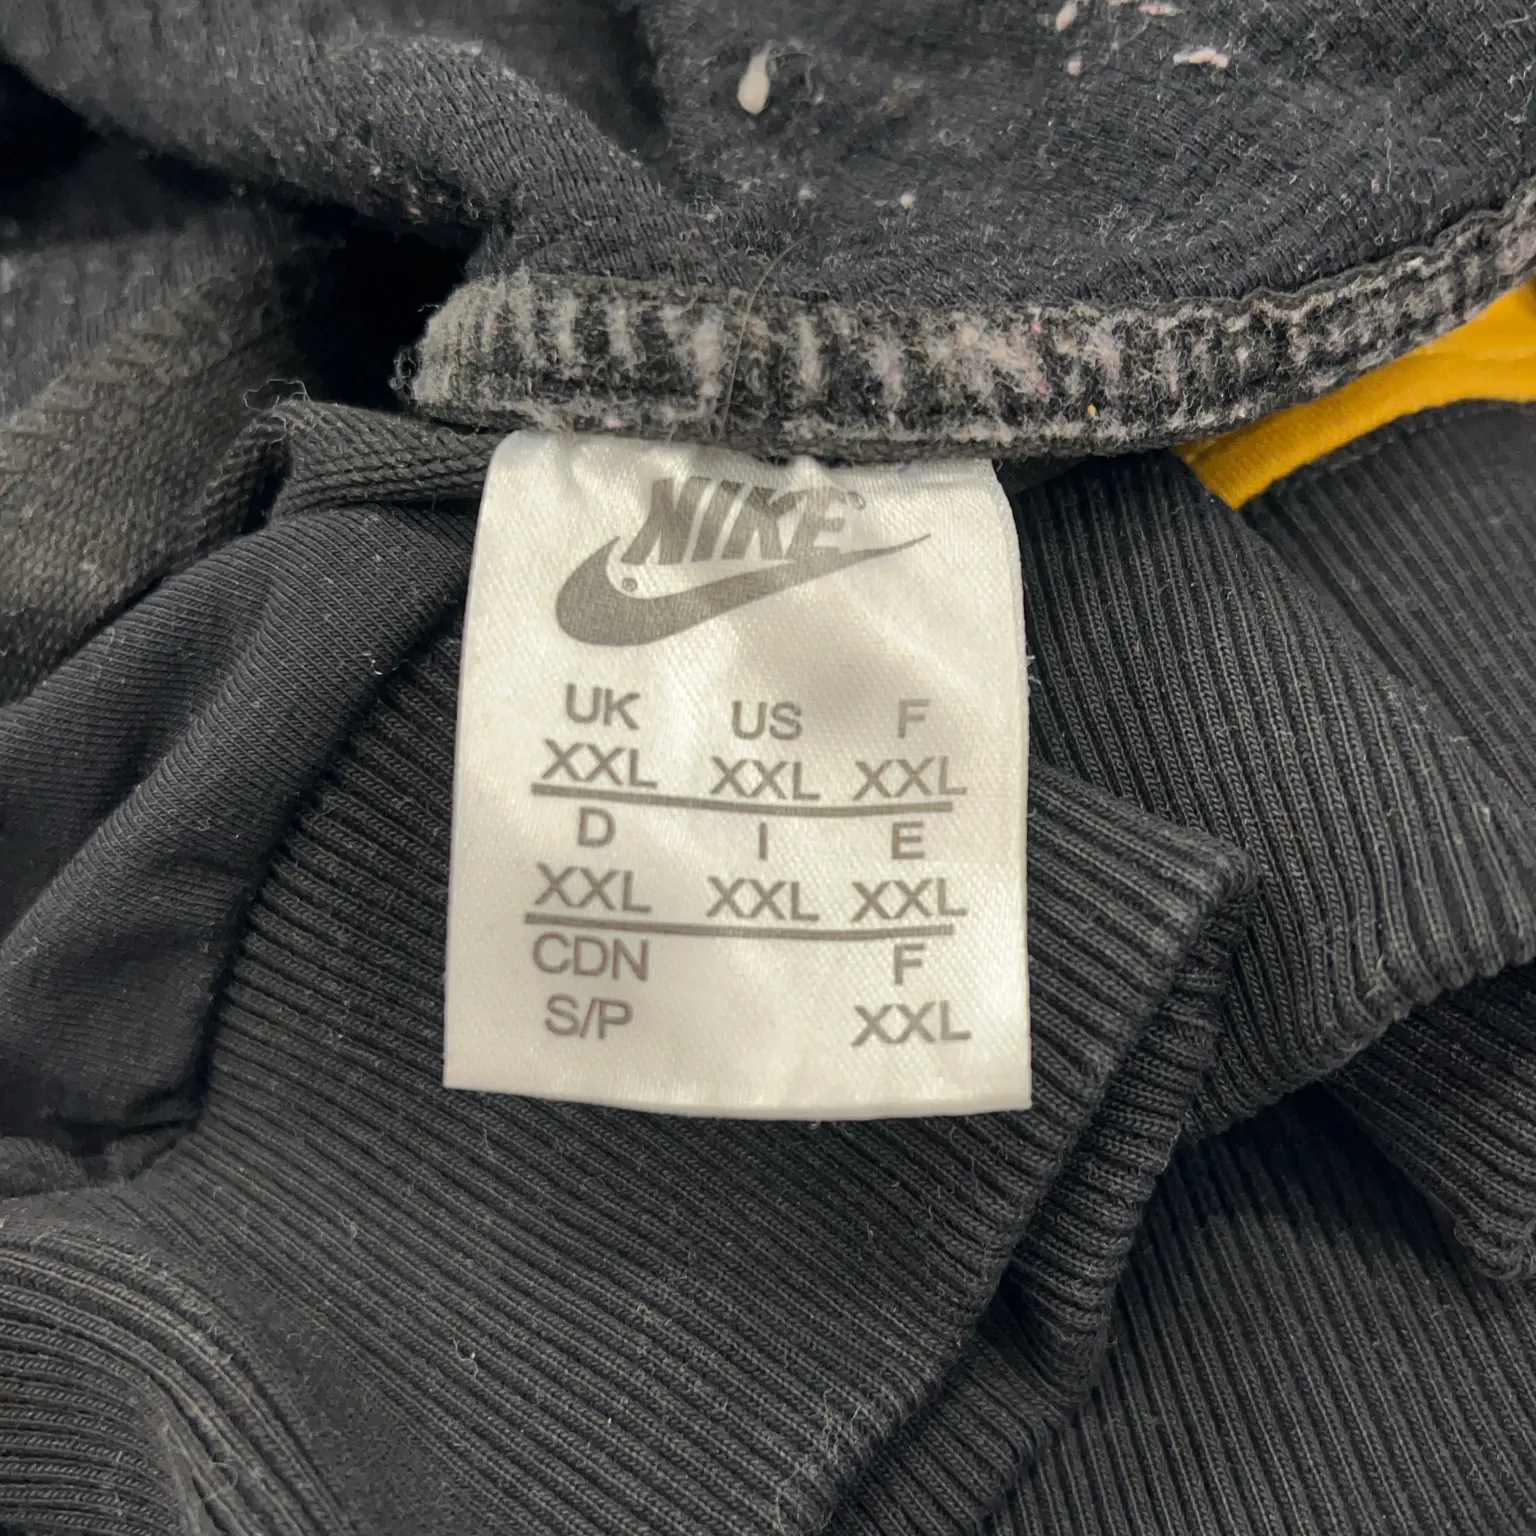 NIKE®
®
UK US F
XXL XXL XXL
D I E
XXL XXL XXL
CDN F
S/P XXL